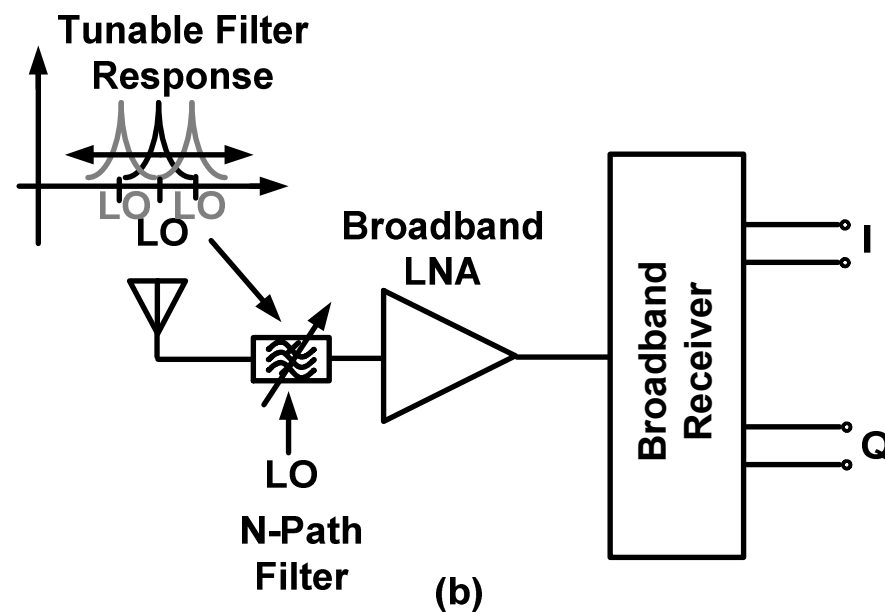 Tunable Filter
Response
LO
LO
LO
Broadband
LNA
I
Broadband
Receiver
Q
LO
N-Path
Filter
(b)